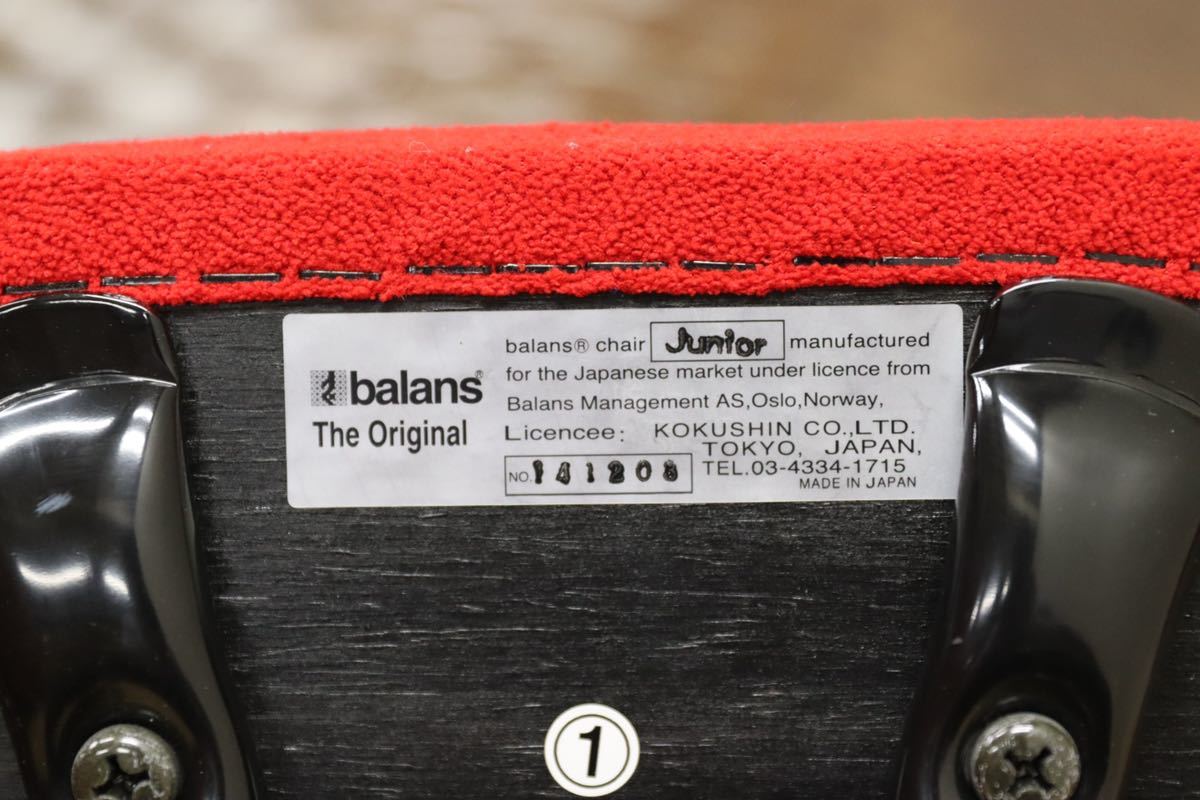 balans®
The Original
balans® chair Junior manufactured
for the Japanese market under licence from
Balans Management AS,Oslo,Norway,
Licencee: KOKUSHIN CO.,LTD.
TOKYO, JAPAN,
NO. 141208
TEL.03-4334-1715
MADE IN JAPAN
1